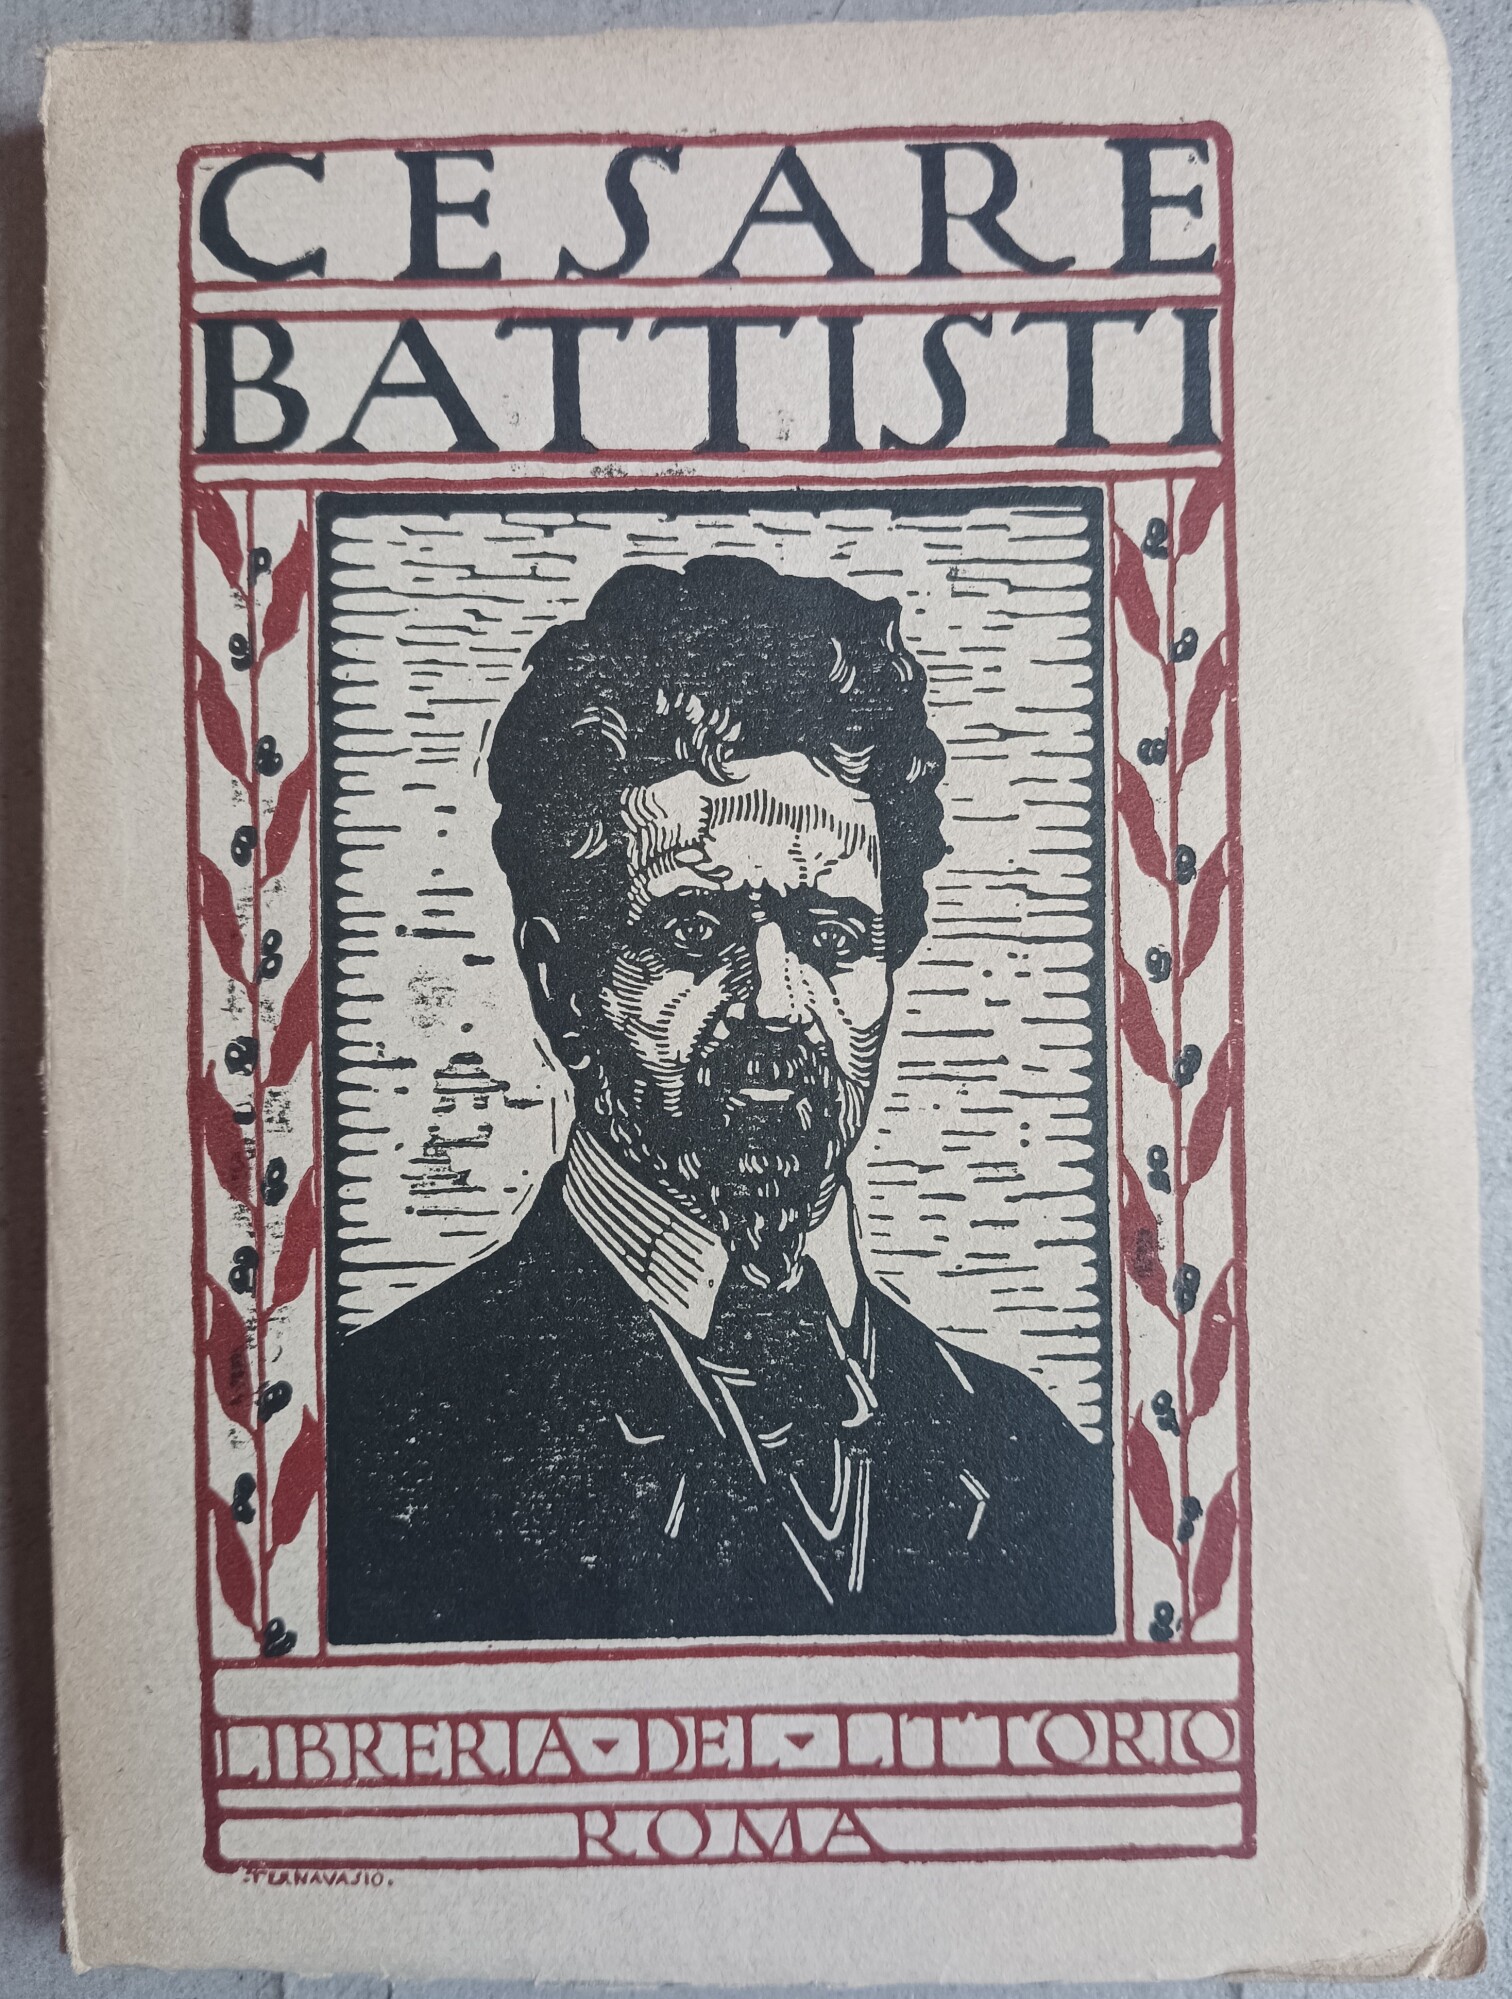 CESARE
BATTISTI
LIBRERIA DEL LITTORIO
ROMA